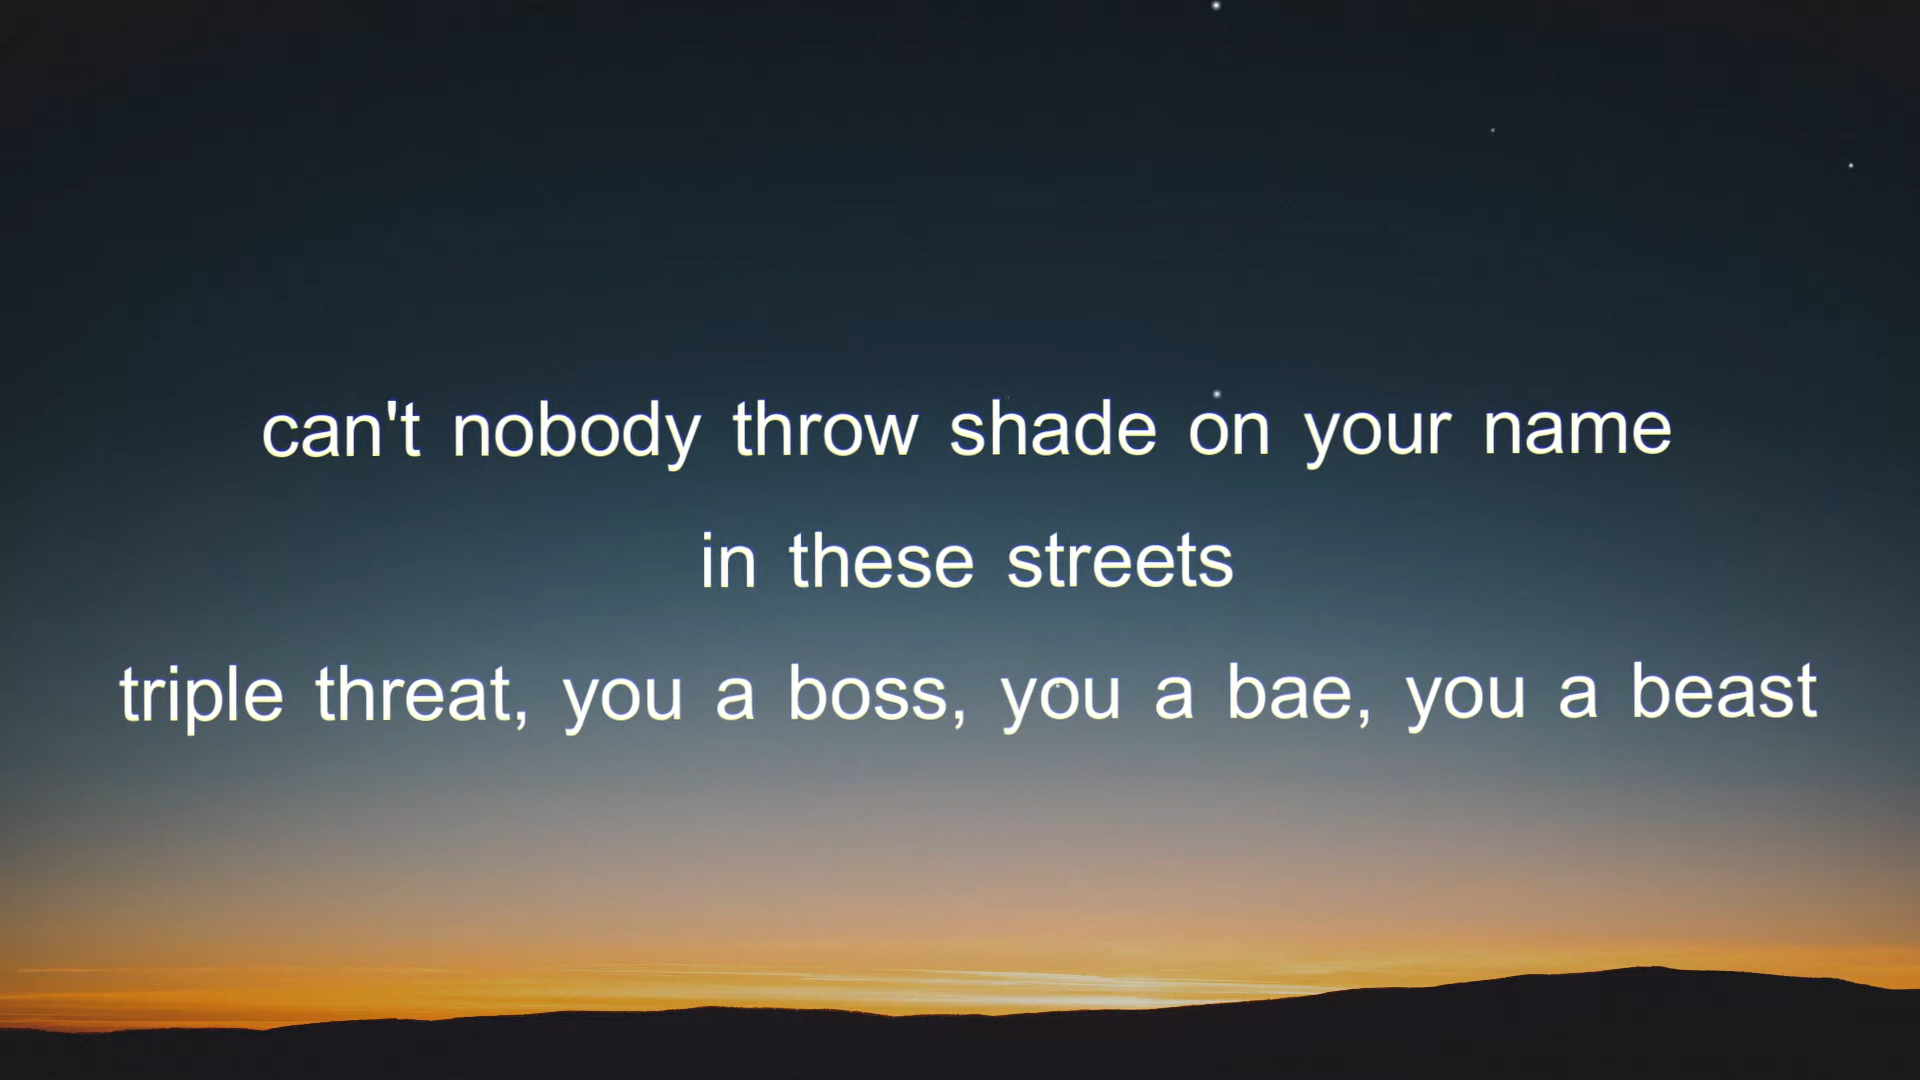 can't nobody throw shade on your name
in these streets
triple threat, you a boss, you a bae, you a beast